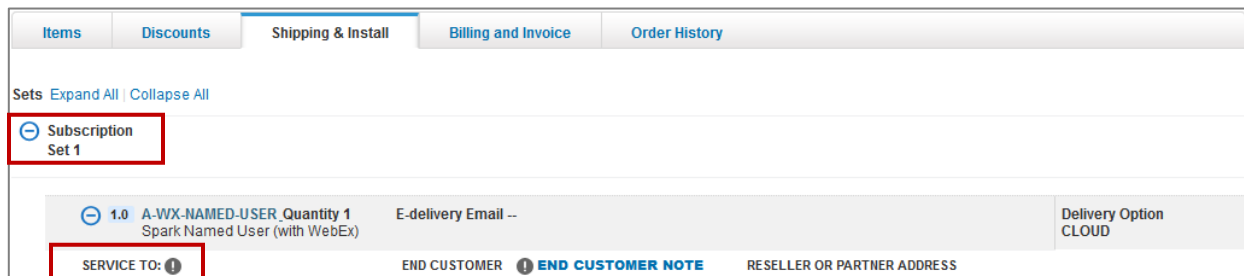 Items Discounts Shipping & Install Billing and Invoice Order History
Sets Expand All | Collapse All
Subscription
Set 1
1.0 A-WX-NAMED-USER Quantity 1 E-delivery Email -- Delivery Option
Spark Named User (with WebEx) CLOUD
SERVICE TO: END CUSTOMER END CUSTOMER NOTE RESELLER OR PARTNER ADDRESS